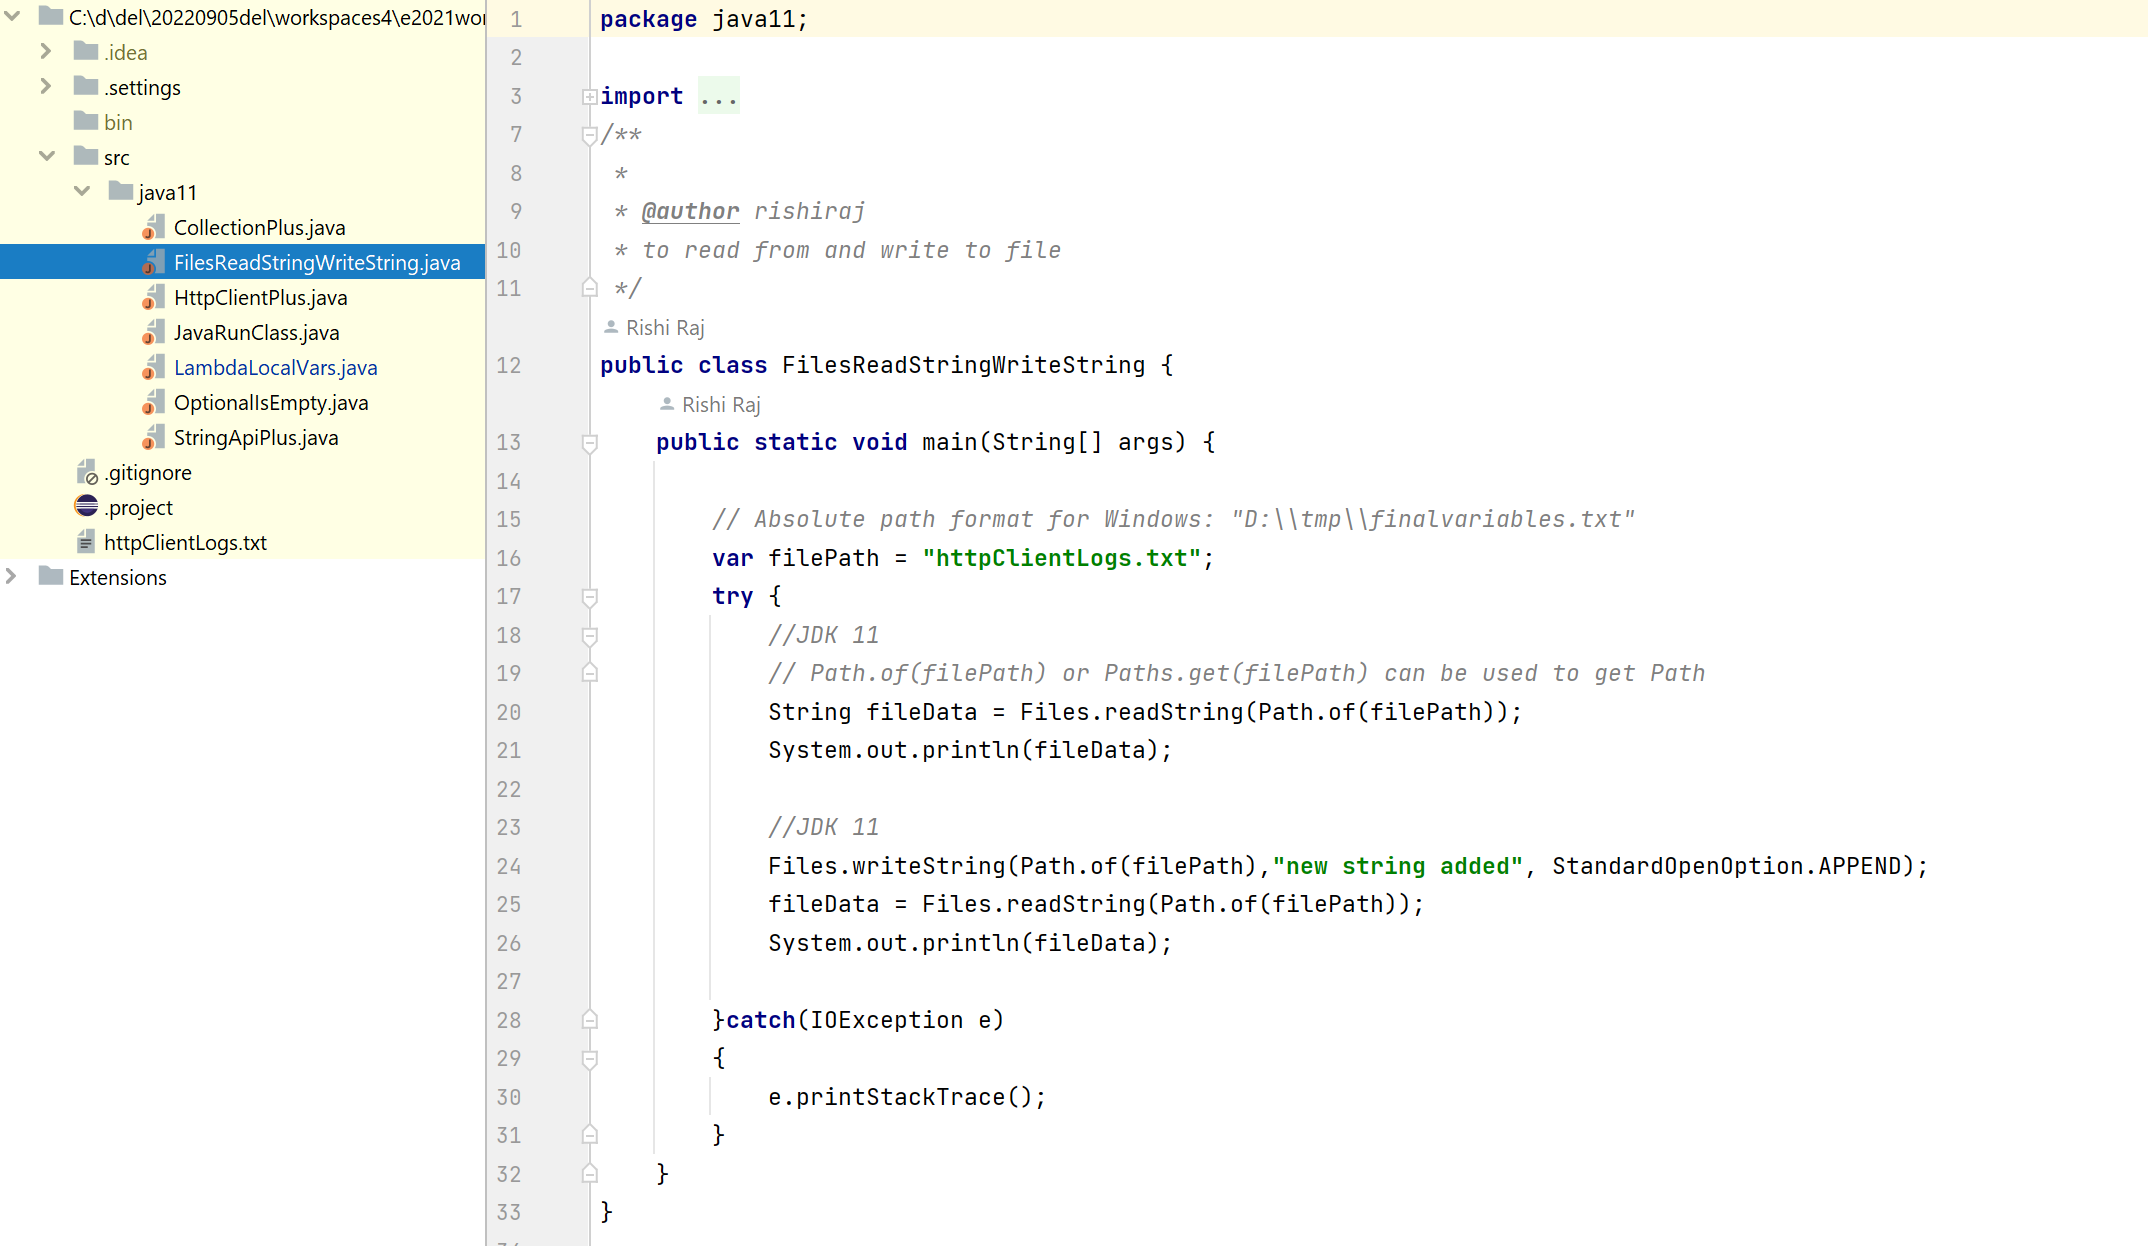 C:\d\del\20220905del\workspaces4\e2021wor
.idea
.settings
bin
src
java11
CollectionPlus.java
FilesReadStringWriteString.java
HttpClientPlus.java
JavaRunClass.java
LambdaLocalVars.java
OptionalIsEmpty.java
StringApiPlus.java
.gitignore
.project
httpClientLogs.txt
Extensions
1 package java11;
2
3 import ...
7 /**
8  *
9  * @author rishiraj
10  * to read from and write to file
11  */
Rishi Raj
12 public class FilesReadStringWriteString {
Rishi Raj
13     public static void main(String[] args) {
14
15         // Absolute path format for Windows: "D:\\tmp\\finalvariables.txt"
16         var filePath = "httpClientLogs.txt";
17         try {
18             //JDK 11
19             // Path.of(filePath) or Paths.get(filePath) can be used to get Path
20             String fileData = Files.readString(Path.of(filePath));
21             System.out.println(fileData);
22
23             //JDK 11
24             Files.writeString(Path.of(filePath),"new string added", StandardOpenOption.APPEND);
25             fileData = Files.readString(Path.of(filePath));
26             System.out.println(fileData);
27
28         }catch(IOException e)
29         {
30             e.printStackTrace();
31         }
32     }
33 }